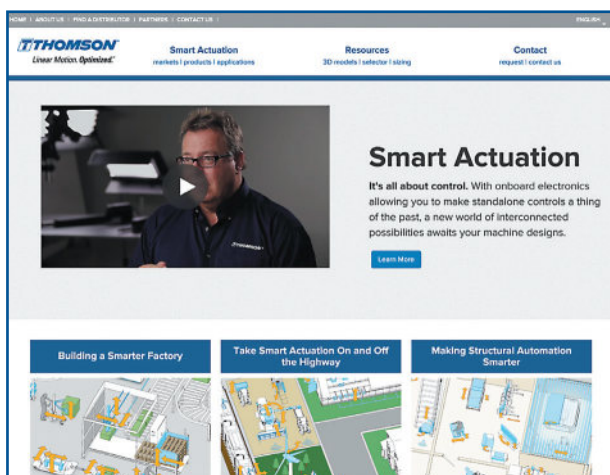 HOME | ABOUT US | FIND A DISTRIBUTOR | PARTNERS | CONTACT US |
ENGLISH
THOMSON
Linear Motion. Optimized.™
Smart Actuation
markets | products | applications
Resources
3D models | selector | sizing
Contact
request | contact us
THOMSON
Smart Actuation
It's all about control. With onboard electronics
allowing you to make standalone controls a thing
of the past, a new world of interconnected
possibilities awaits your machine designs.
Learn More
Building a Smarter Factory
Take Smart Actuation On and Off
the Highway
Making Structural Automation
Smarter